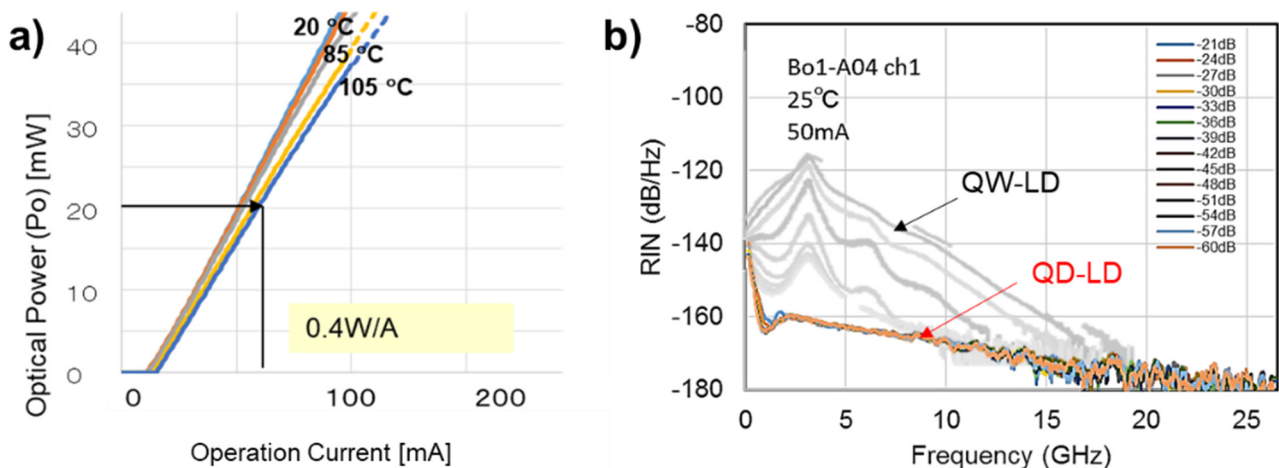 a)
20 °C
85 °C
105 °C
40
30
20
10
0
0.4W/A
0 100 200
Optical Power (Po) [mW]
Operation Current [mA]
b)
-80
-100
-120
-140
-160
-180
Bo1-A04 ch1
25℃
50mA
QW-LD
QD-LD
-21dB
-24dB
-27dB
-30dB
-33dB
-36dB
-39dB
-42dB
-45dB
-48dB
-51dB
-54dB
-57dB
-60dB
0 5 10 15 20 25
RIN (dB/Hz)
Frequency (GHz)